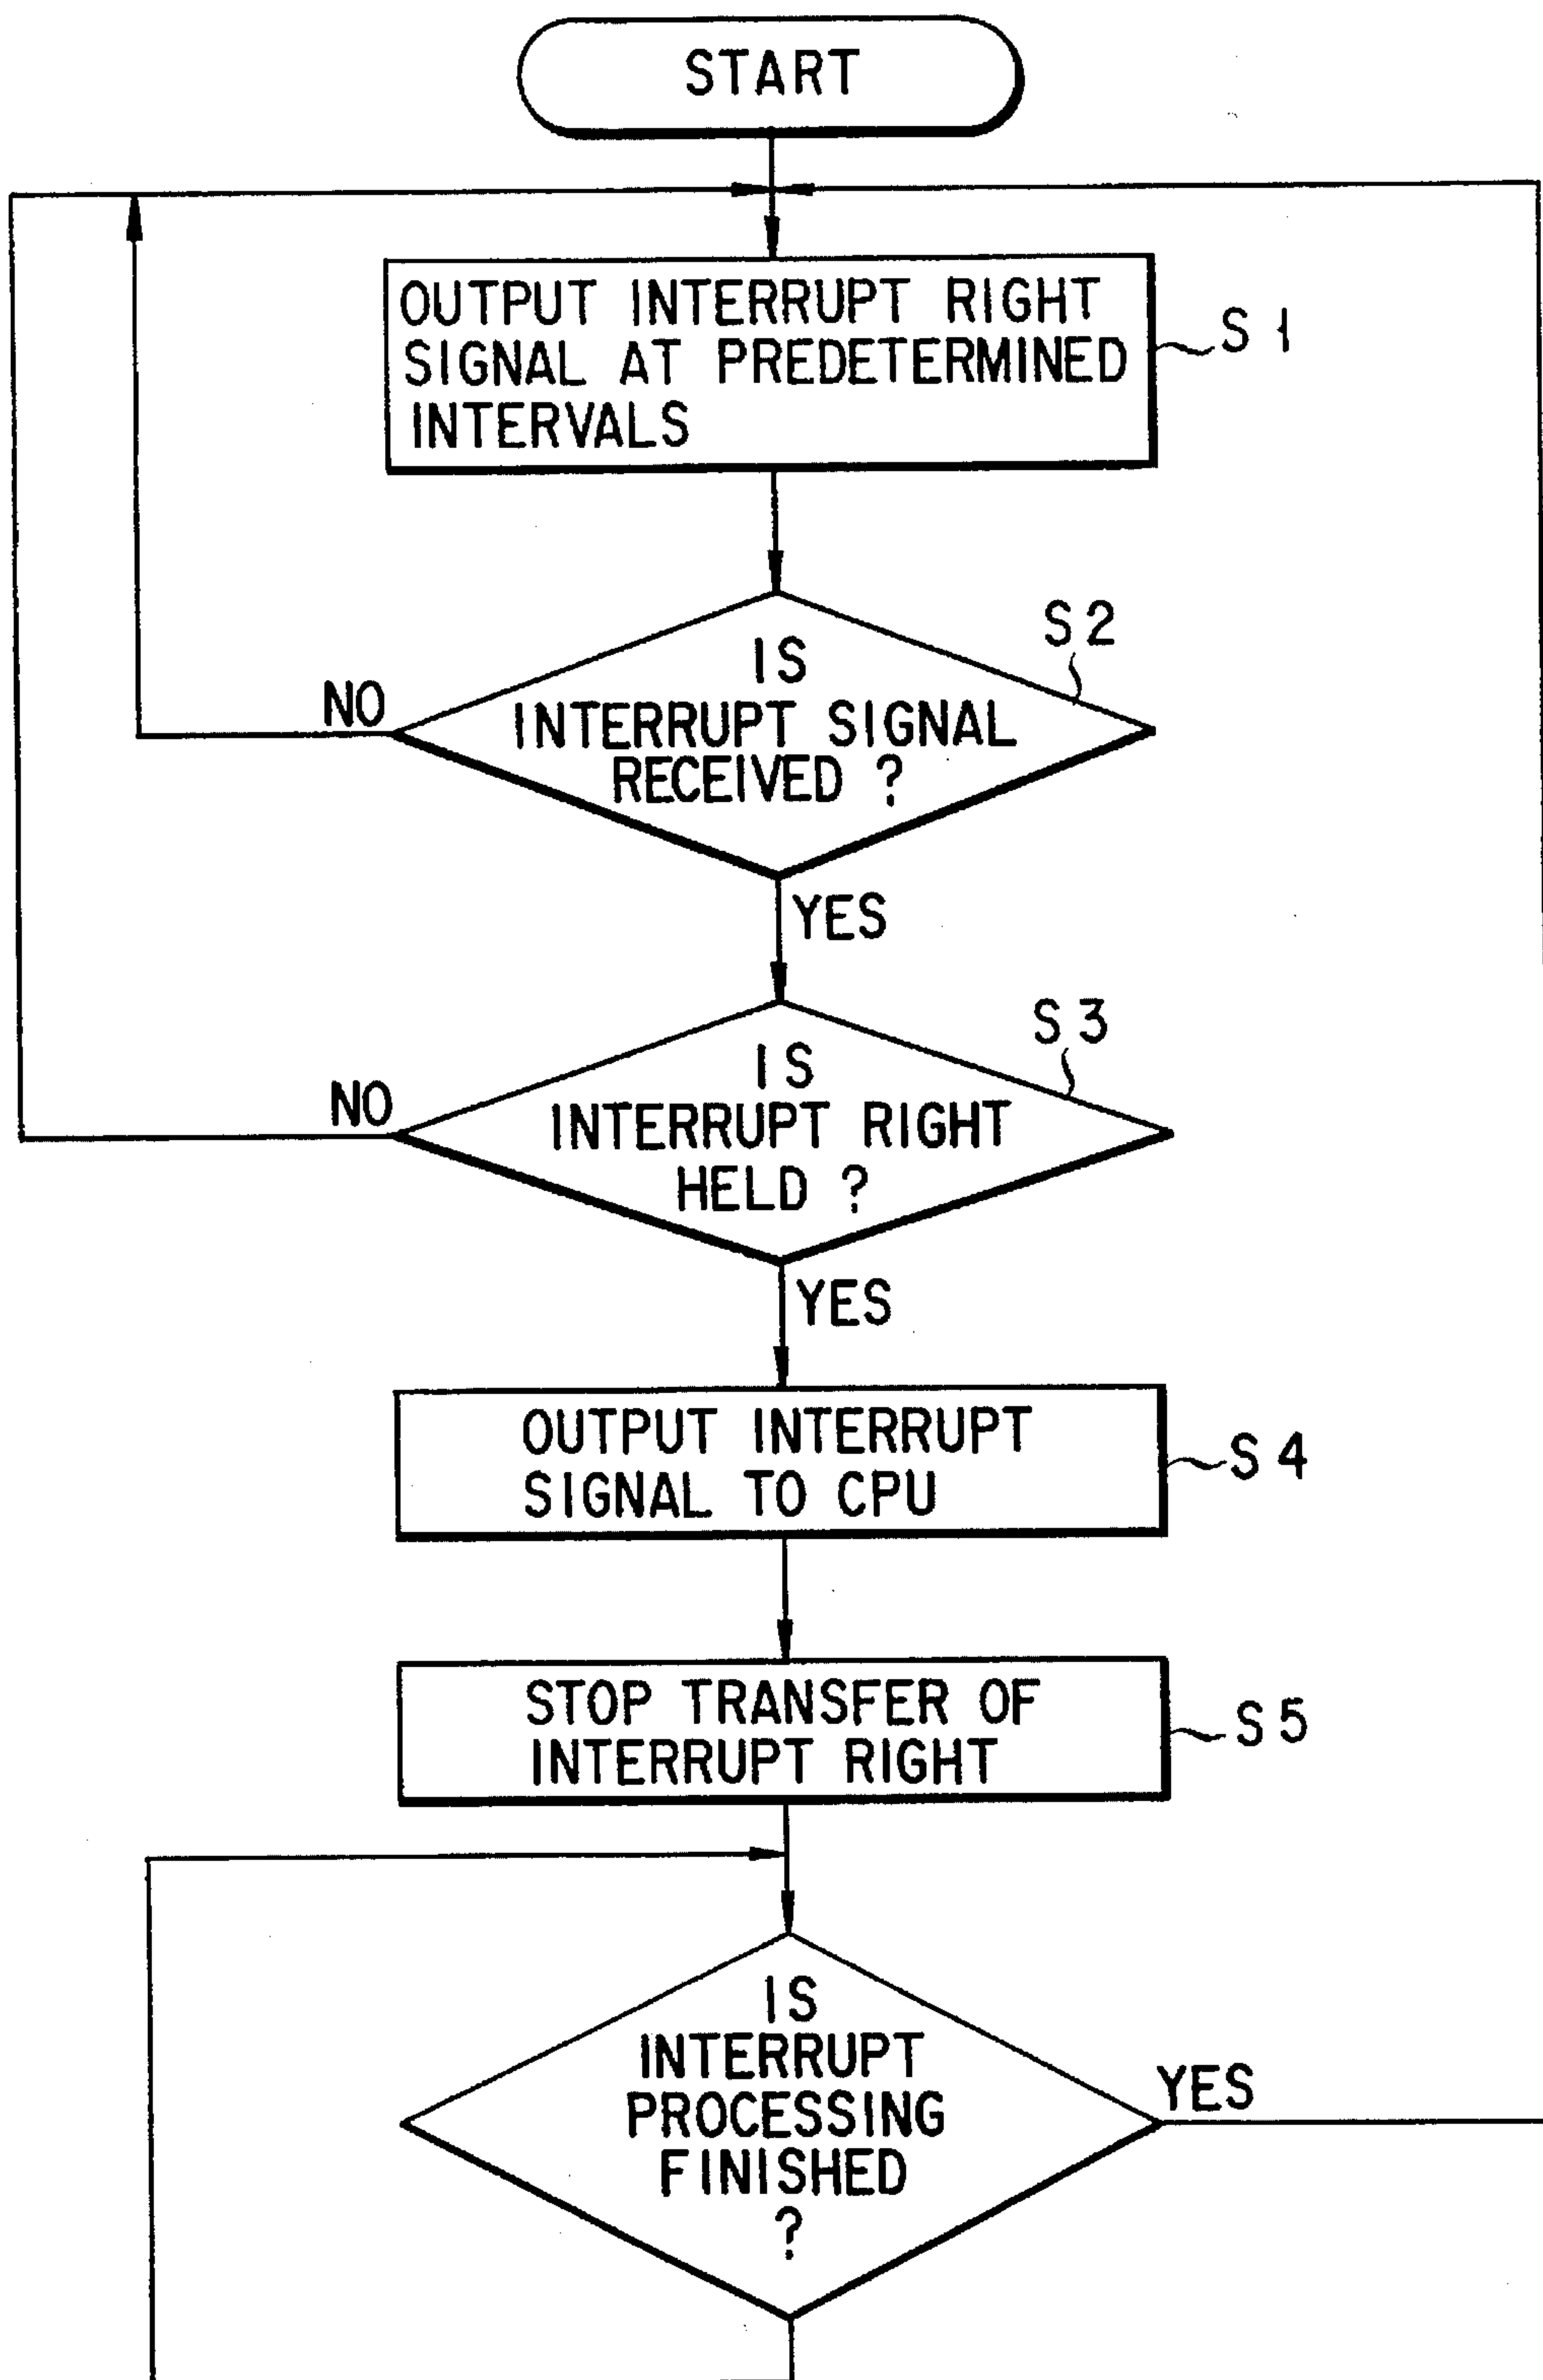 START
OUTPUT INTERRUPT RIGHT
SIGNAL AT PREDETERMINED
INTERVALS
S1
S2
IS
INTERRUPT SIGNAL
RECEIVED ?
NO
YES
S3
IS
INTERRUPT RIGHT
HELD ?
NO
YES
OUTPUT INTERRUPT
SIGNAL TO CPU
S4
STOP TRANSFER OF
INTERRUPT RIGHT
S5
IS
INTERRUPT
PROCESSING
FINISHED
?
YES